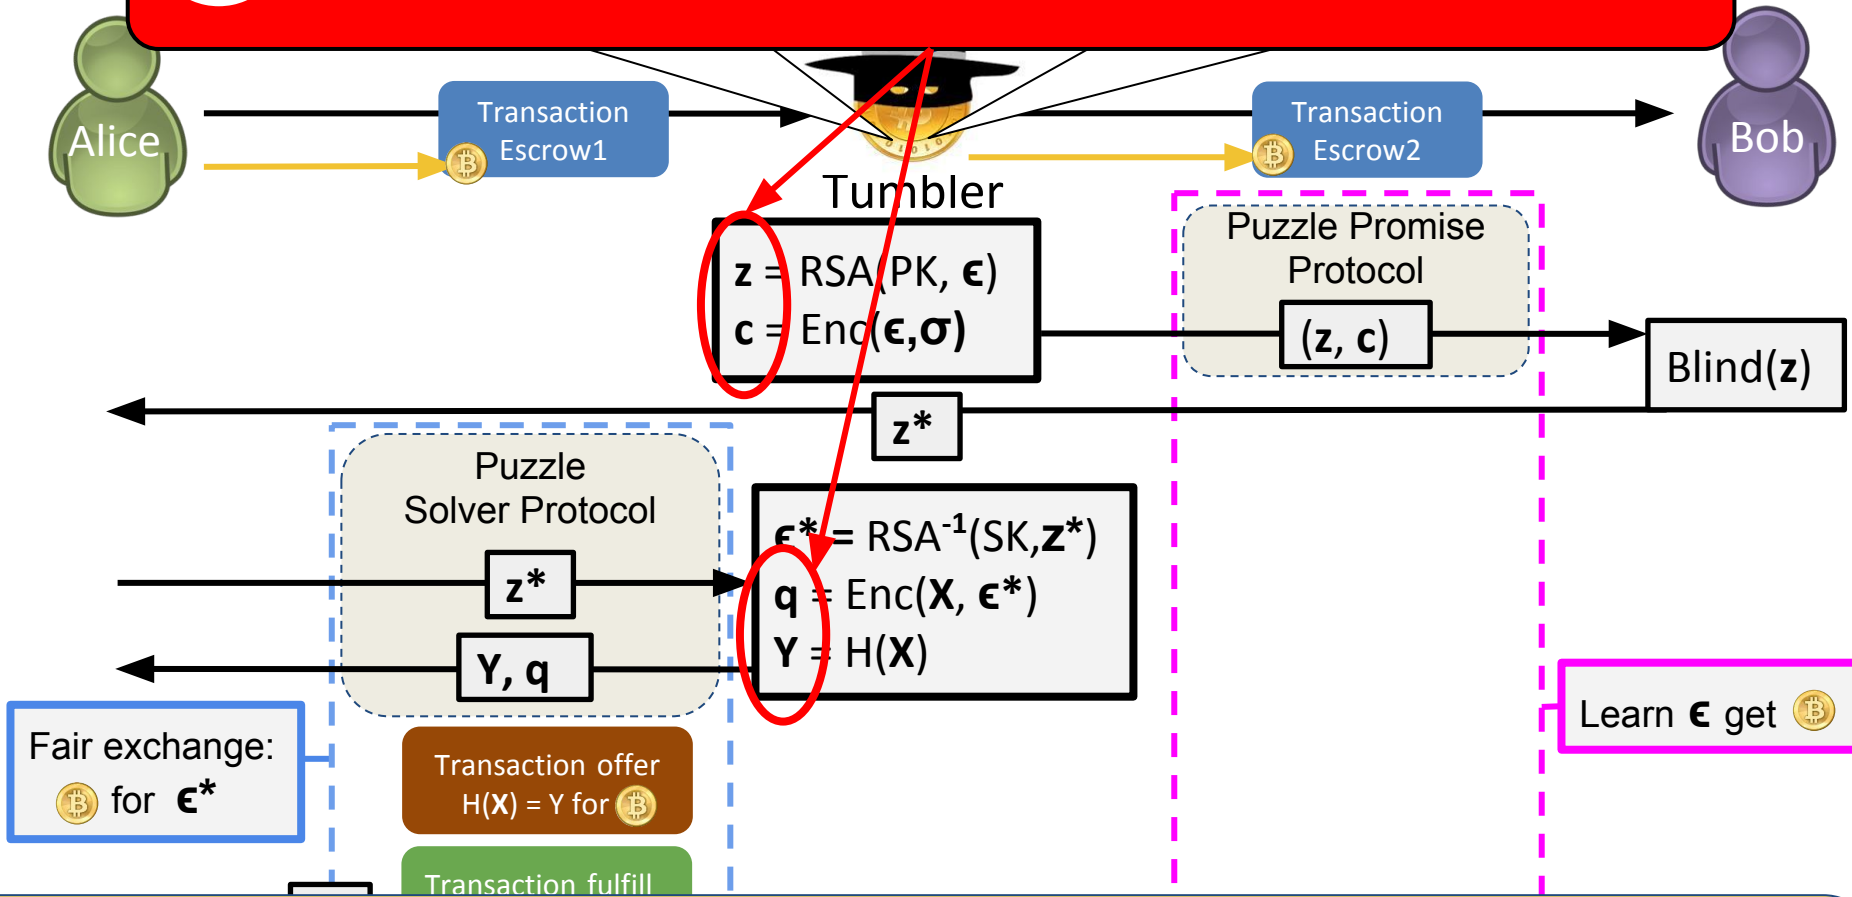 Alice
Transaction
Escrow1
Transaction
Escrow2
Bob
Tumbler
z = RSA(PK, ϵ)
c = Enc(ϵ,σ)
Puzzle Promise
Protocol
(z, c)
Blind(z)
z*
Puzzle
Solver Protocol
z*
Y, q
ϵ* = RSA⁻¹(SK,z*)
q = Enc(X, ϵ*)
Y = H(X)
Fair exchange:
for ϵ*
Transaction offer
H(X) = Y for
Learn ϵ get
Transaction fulfill